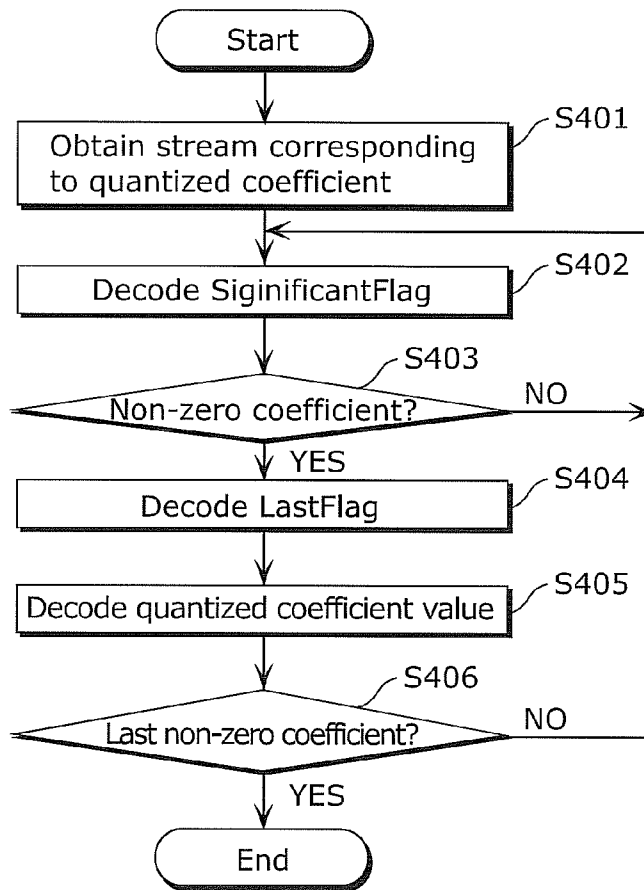 Start
S401
Obtain stream corresponding
to quantized coefficient
S402
Decode SiginificantFlag
S403
Non-zero coefficient?
NO
YES
S404
Decode LastFlag
S405
Decode quantized coefficient value
S406
Last non-zero coefficient?
NO
YES
End